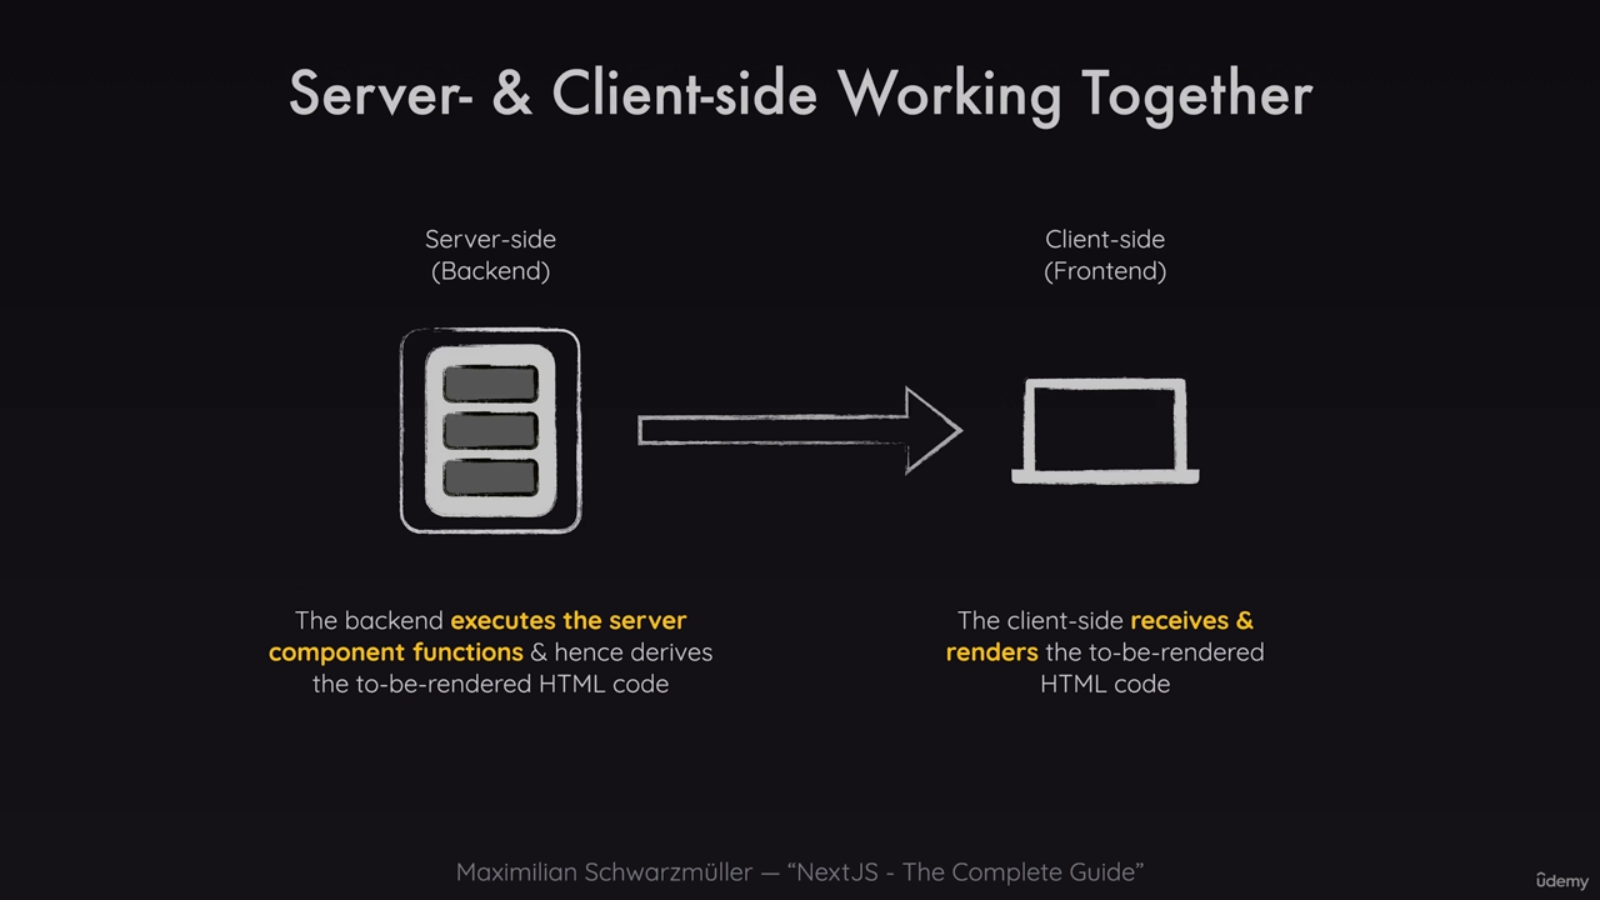 Server- & Client-side Working Together
Server-side
(Backend)
Client-side
(Frontend)
The backend executes the server
component functions & hence derives
the to-be-rendered HTML code
The client-side receives &
renders the to-be-rendered
HTML code
Maximilian Schwarzmüller — “NextJS - The Complete Guide”
ûdemy